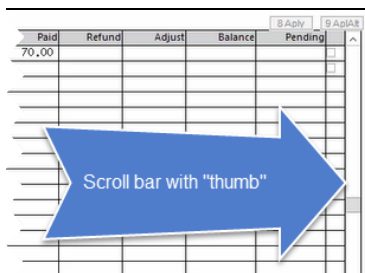 8 Aply 9 AplAlt
Paid Refund Adjust Balance Pending
70.00
Scroll bar with "thumb"